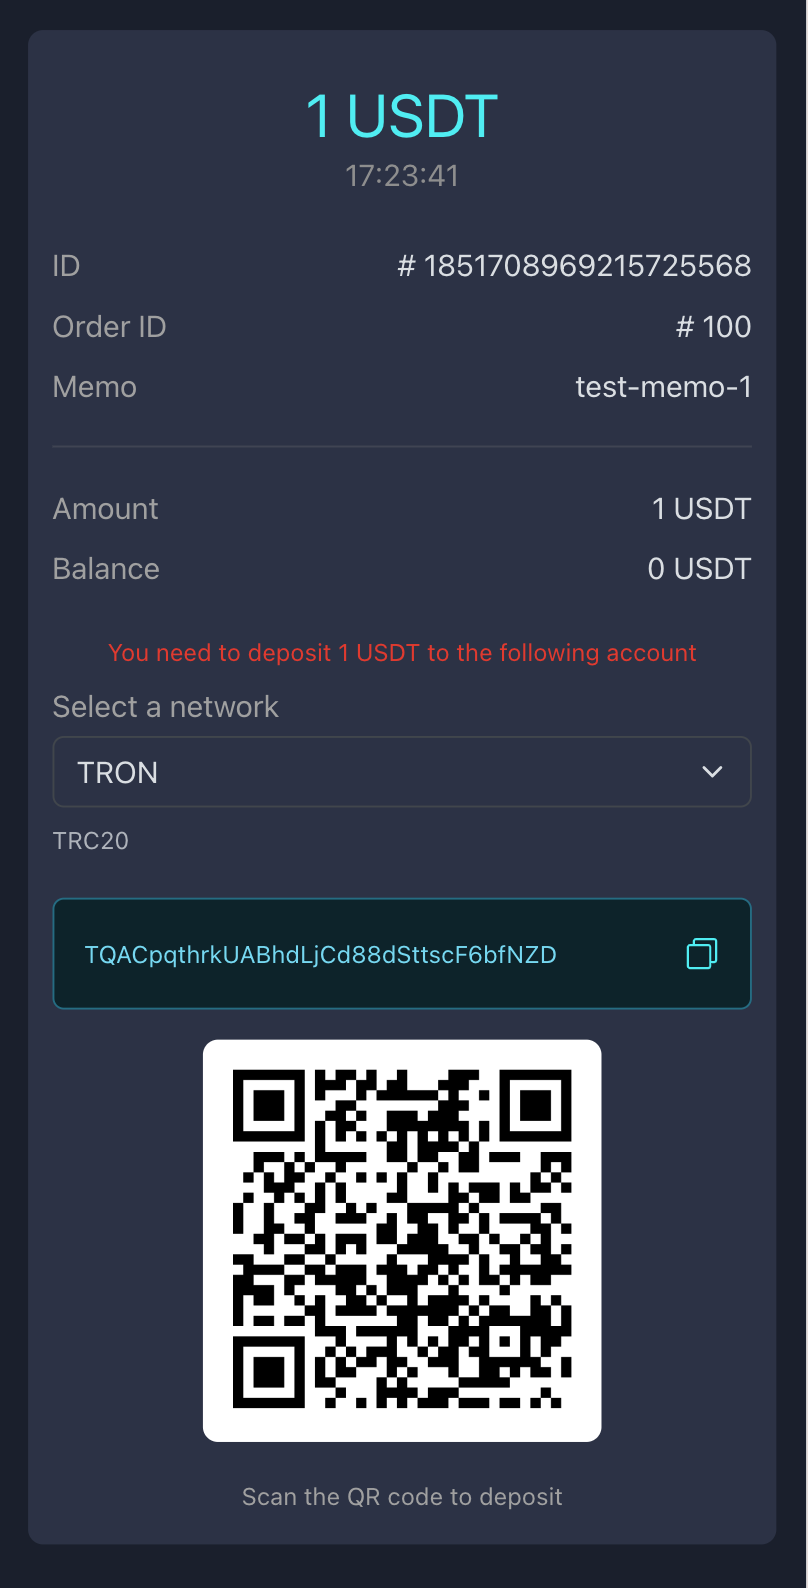 1 USDT
17:23:41
ID # 1851708969215725568
Order ID # 100
Memo test-memo-1
Amount 1 USDT
Balance 0 USDT
You need to deposit 1 USDT to the following account
Select a network
TRON
TRC20
TQACpqthrkUABhdLjCd88dSttscF6bfNZD
Scan the QR code to deposit